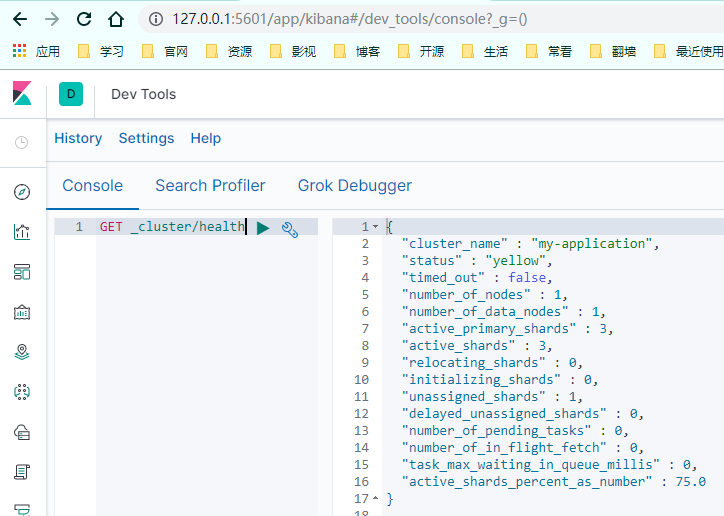 127.0.0.1:5601/app/kibana#/dev_tools/console?_g=()
应用 学习 官网 资源 影视 博客 开源 生活 常看 翻墙 最近使用
D Dev Tools
History Settings Help
Console Search Profiler Grok Debugger
1 GET _cluster/health
1 {
2 "cluster_name" : "my-application",
3 "status" : "yellow",
4 "timed_out" : false,
5 "number_of_nodes" : 1,
6 "number_of_data_nodes" : 1,
7 "active_primary_shards" : 3,
8 "active_shards" : 3,
9 "relocating_shards" : 0,
10 "initializing_shards" : 0,
11 "unassigned_shards" : 1,
12 "delayed_unassigned_shards" : 0,
13 "number_of_pending_tasks" : 0,
14 "number_of_in_flight_fetch" : 0,
15 "task_max_waiting_in_queue_millis" : 0,
16 "active_shards_percent_as_number" : 75.0
17 }
18